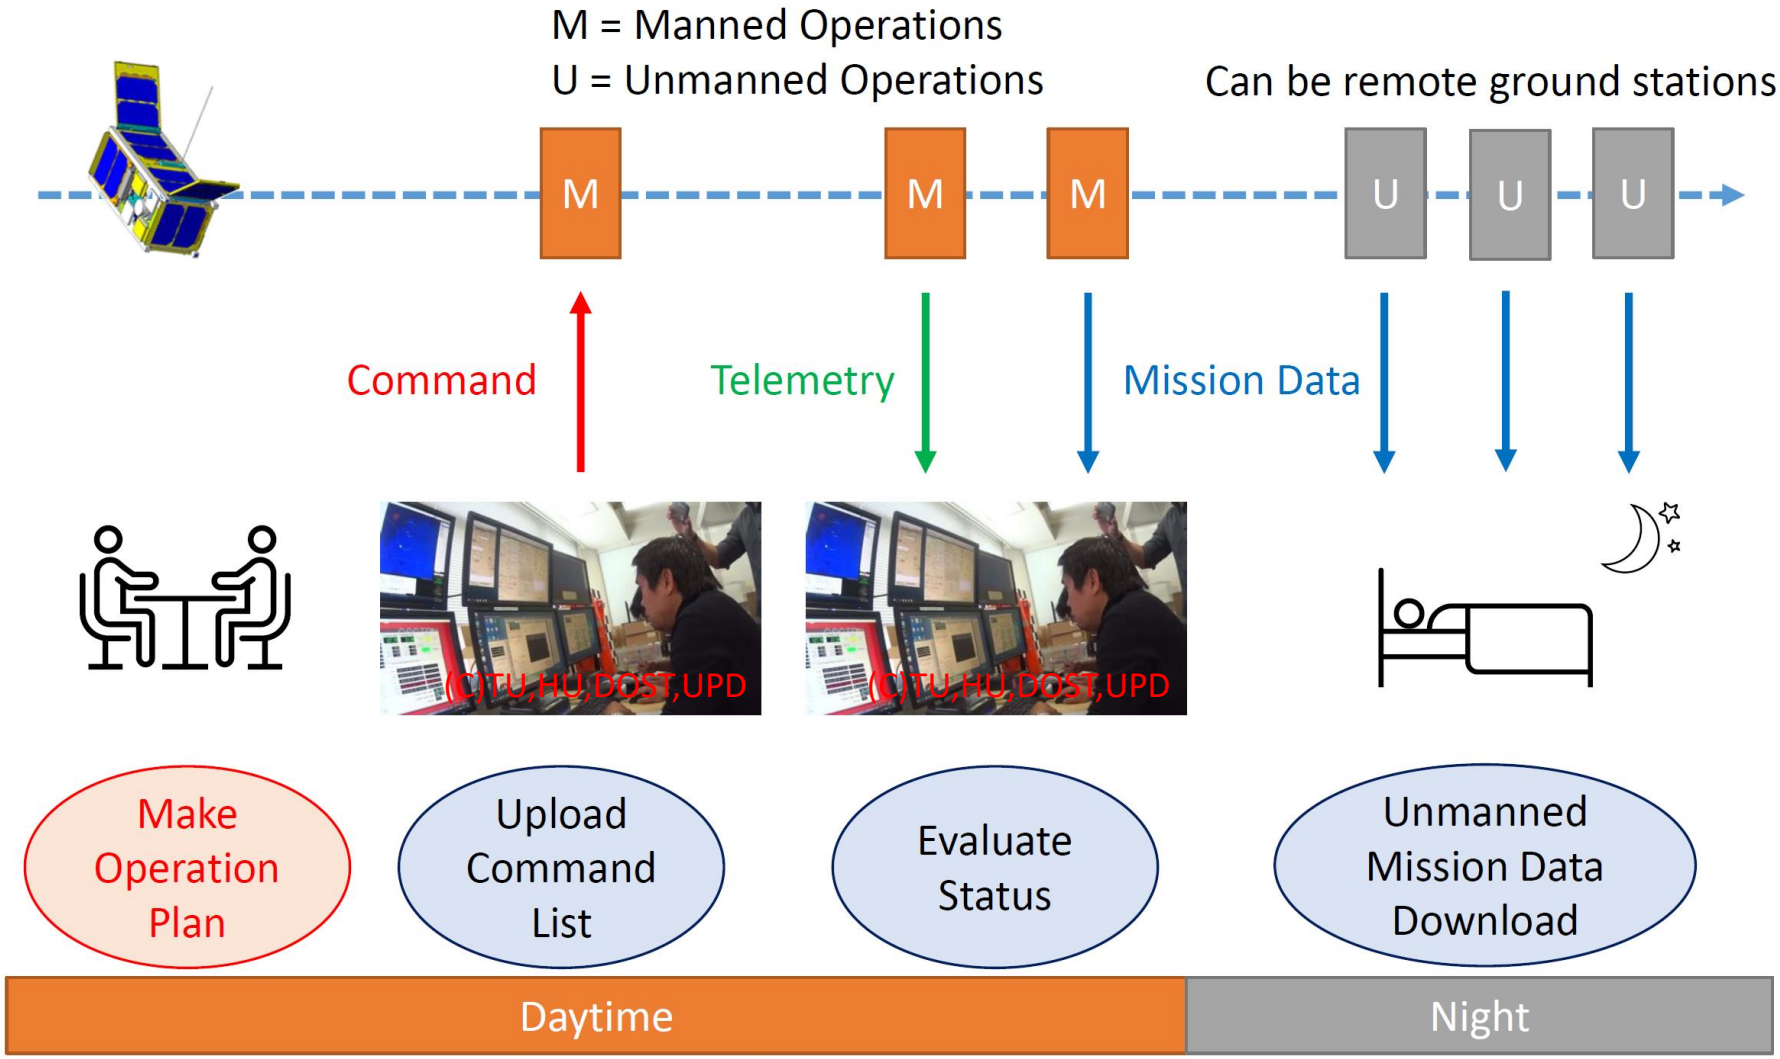 M = Manned Operations
U = Unmanned Operations
Can be remote ground stations
M
M
M
U
U
U
Command
Telemetry
Mission Data
(C)TU,HU,DOST,UPD
(C)TU,HU,DOST,UPD
Make
Operation
Plan
Upload
Command
List
Evaluate
Status
Unmanned
Mission Data
Download
Daytime
Night